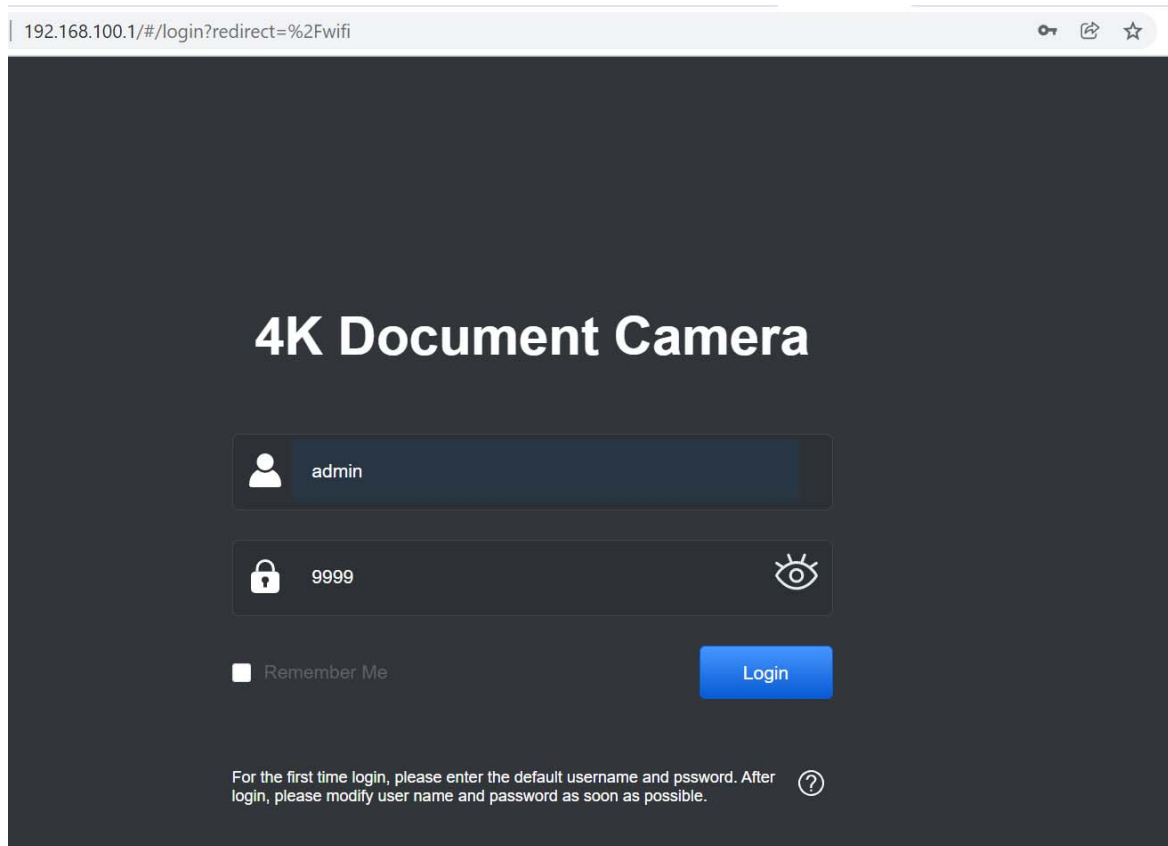 192.168.100.1/#/login?redirect=%2Fwifi
4K Document Camera
admin
9999
Remember Me
Login
For the first time login, please enter the default username and pssword. After
login, please modify user name and password as soon as possible.